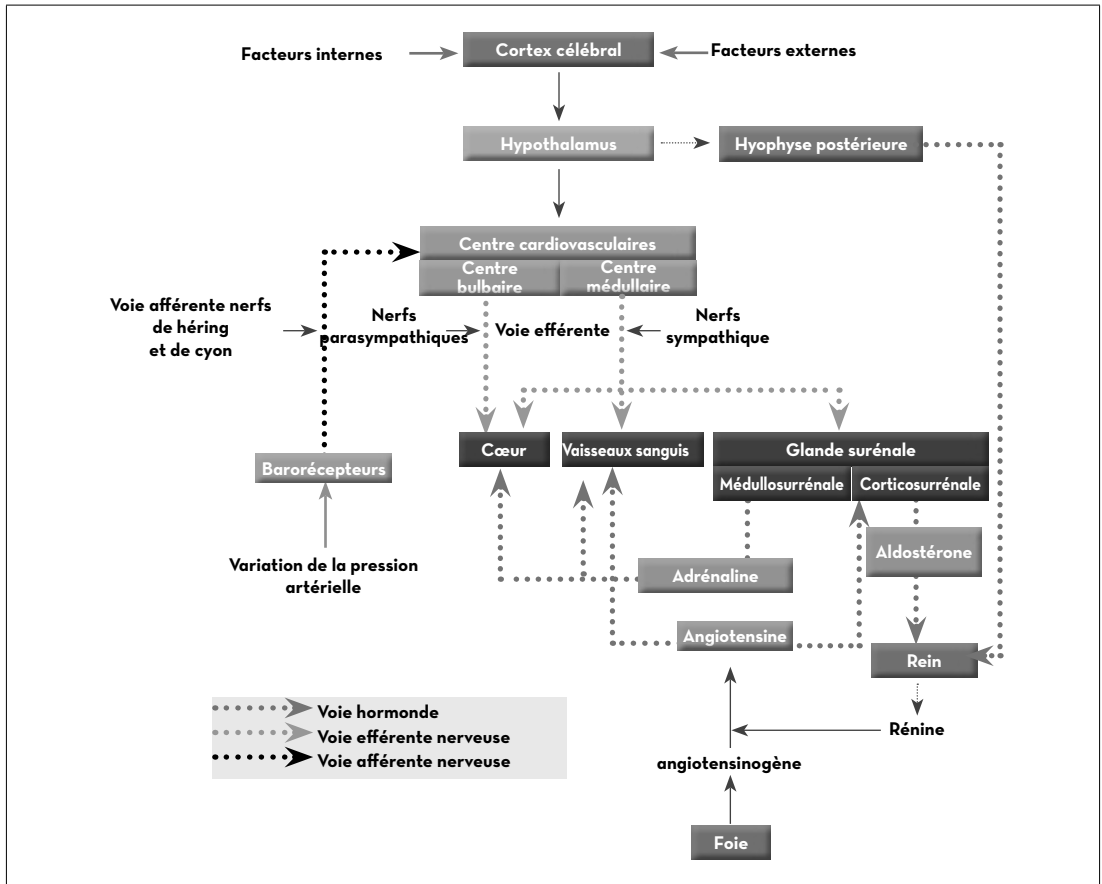 Facteurs internes
Cortex célébral
Facteurs externes
Hypothalamus
Hyophyse postérieure
Centre cardiovasculaires
Centre
bulbaire
Centre
médullaire
Voie afférente nerfs
de héring
et de cyon
Nerfs
parasympathiques
Voie efférente
Nerfs
sympathique
Cœur
Vaisseaux sanguis
Glande surénale
Médullosurrénale
Corticosurrénale
Barorécepteurs
Variation de la pression
artérielle
Adrénaline
Aldostérone
Angiotensine
Rein
Rénine
angiotensinogène
Foie
Voie hormonde
Voie efférente nerveuse
Voie afférente nerveuse